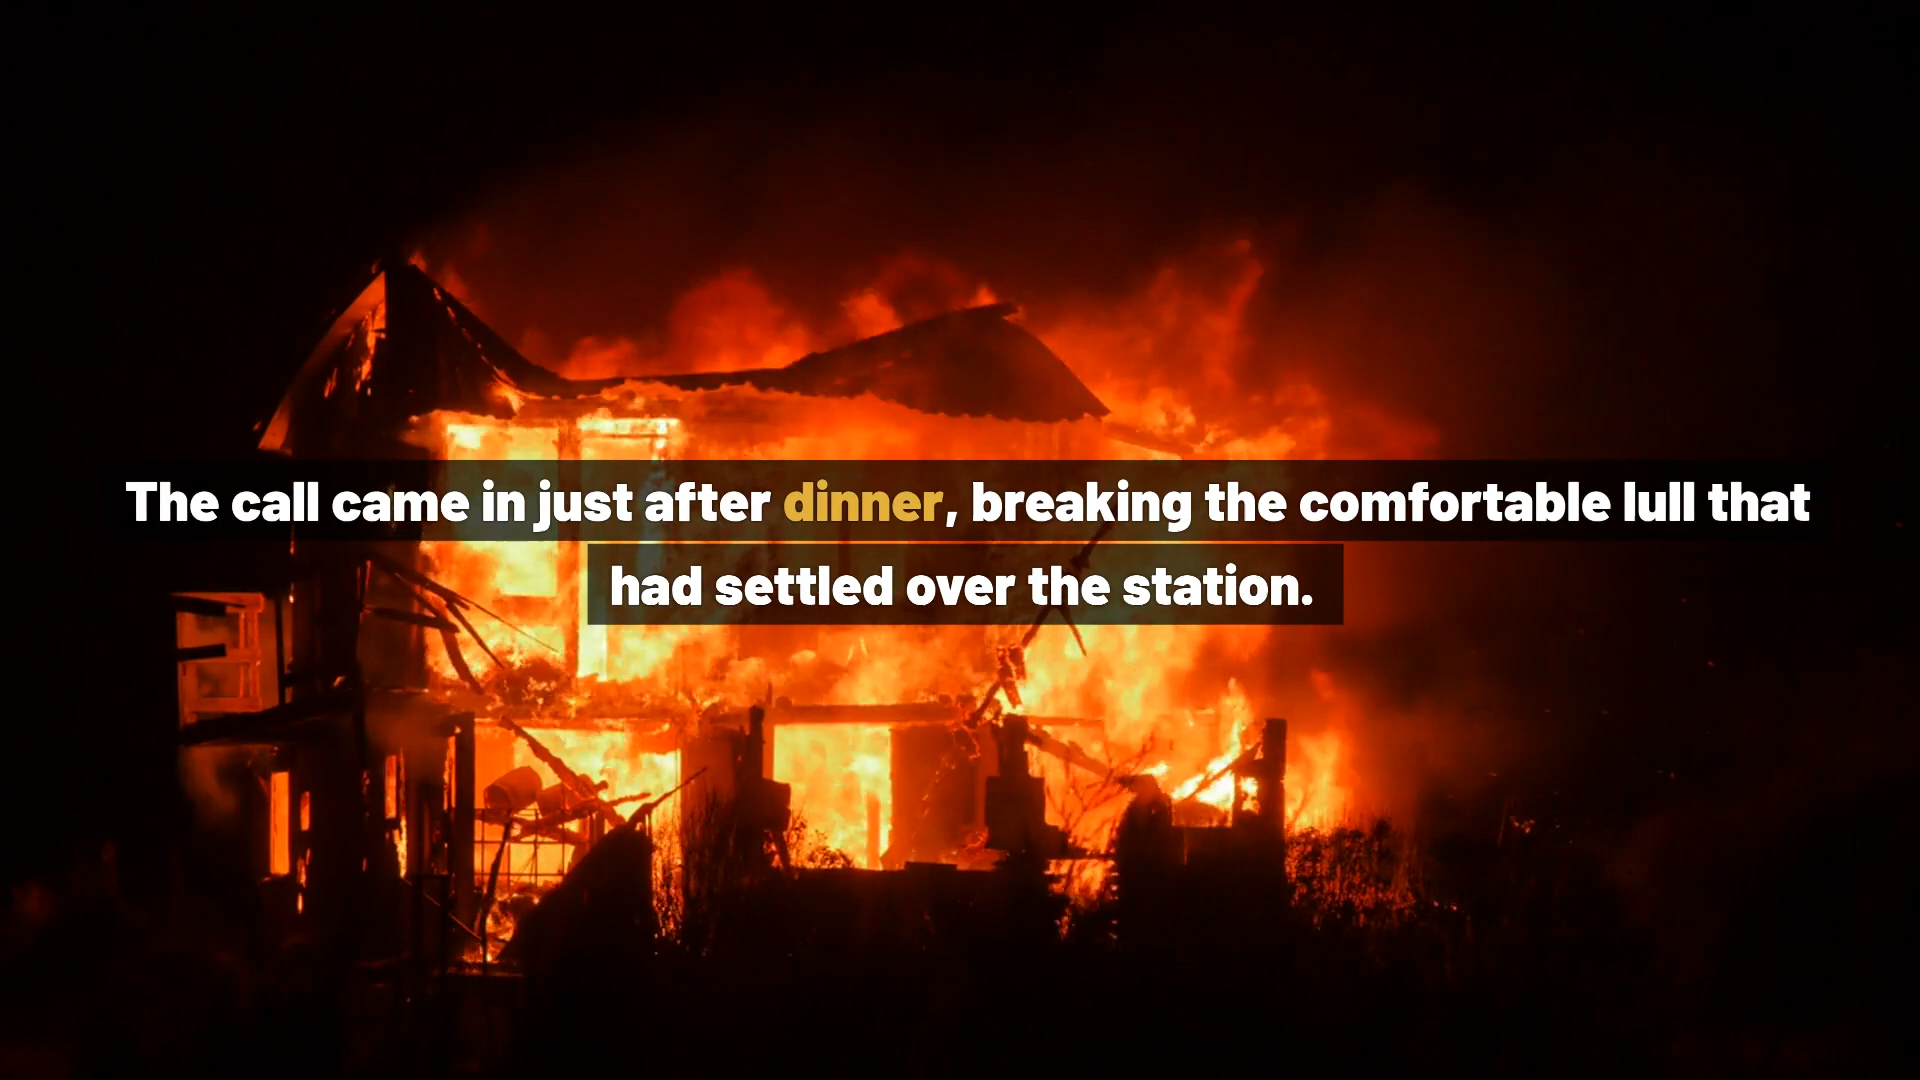 The call came in just after dinner, breaking the comfortable lull that
had settled over the station.